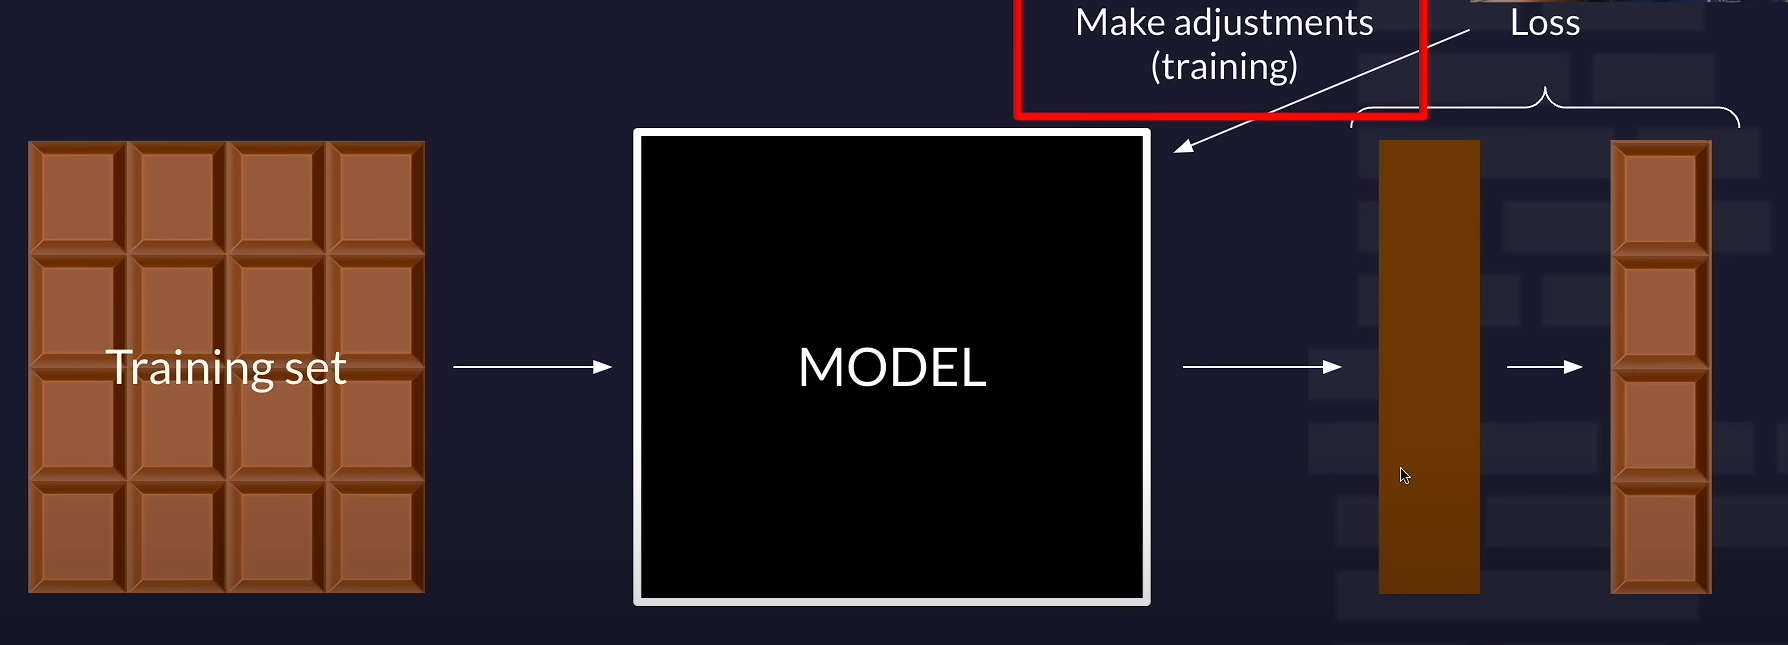 Make adjustments
(training)
Loss
Training set
MODEL